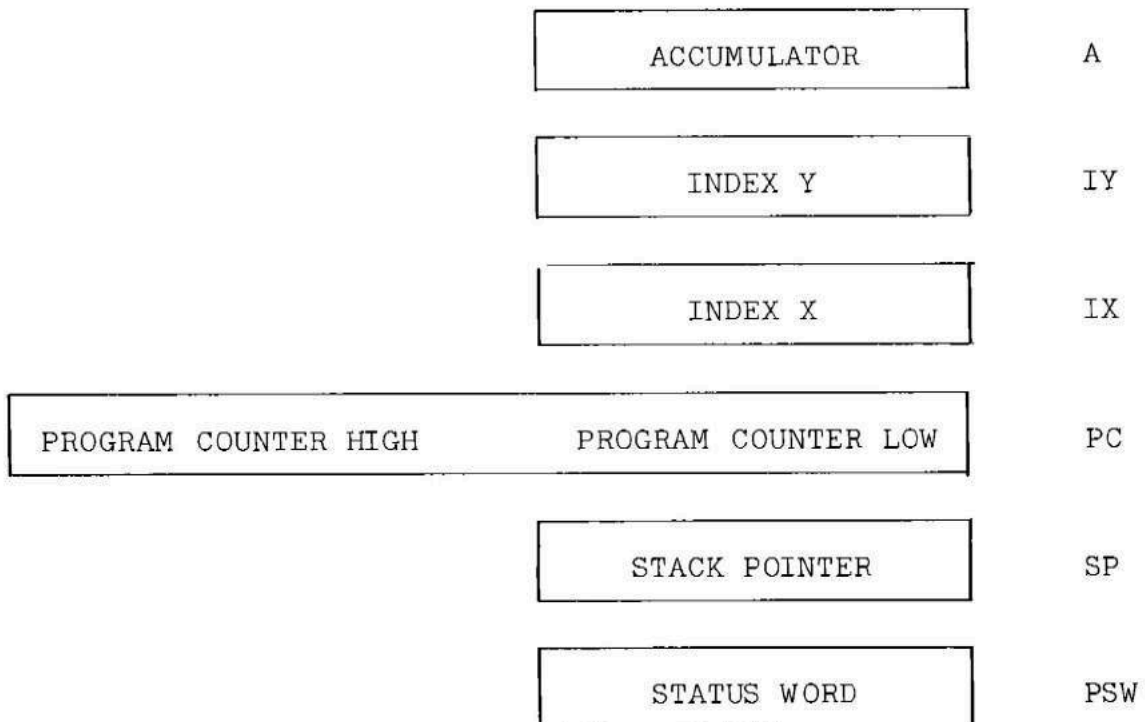 ACCUMULATOR A
INDEX Y IY
INDEX X IX
PROGRAM COUNTER HIGH PROGRAM COUNTER LOW PC
STACK POINTER SP
STATUS WORD PSW